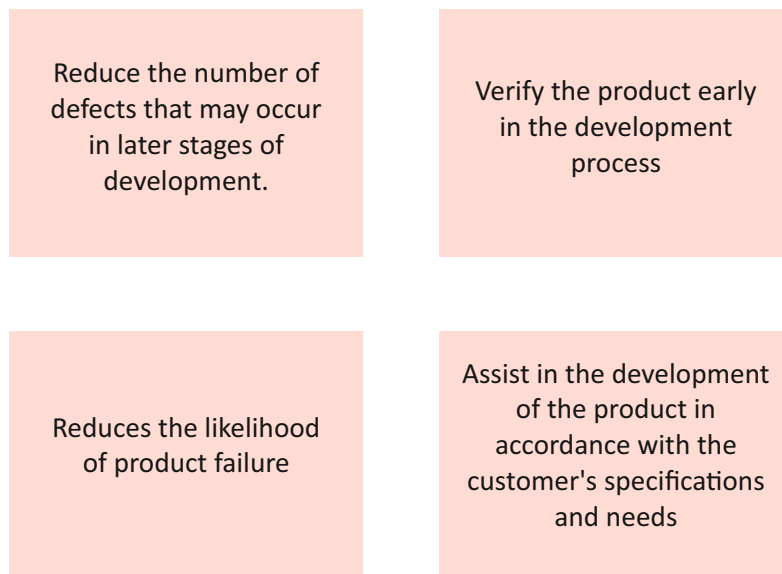 Reduce the number of
defects that may occur
in later stages of
development.
Verify the product early
in the development
process
Reduces the likelihood
of product failure
Assist in the development
of the product in
accordance with the
customer's specifications
and needs